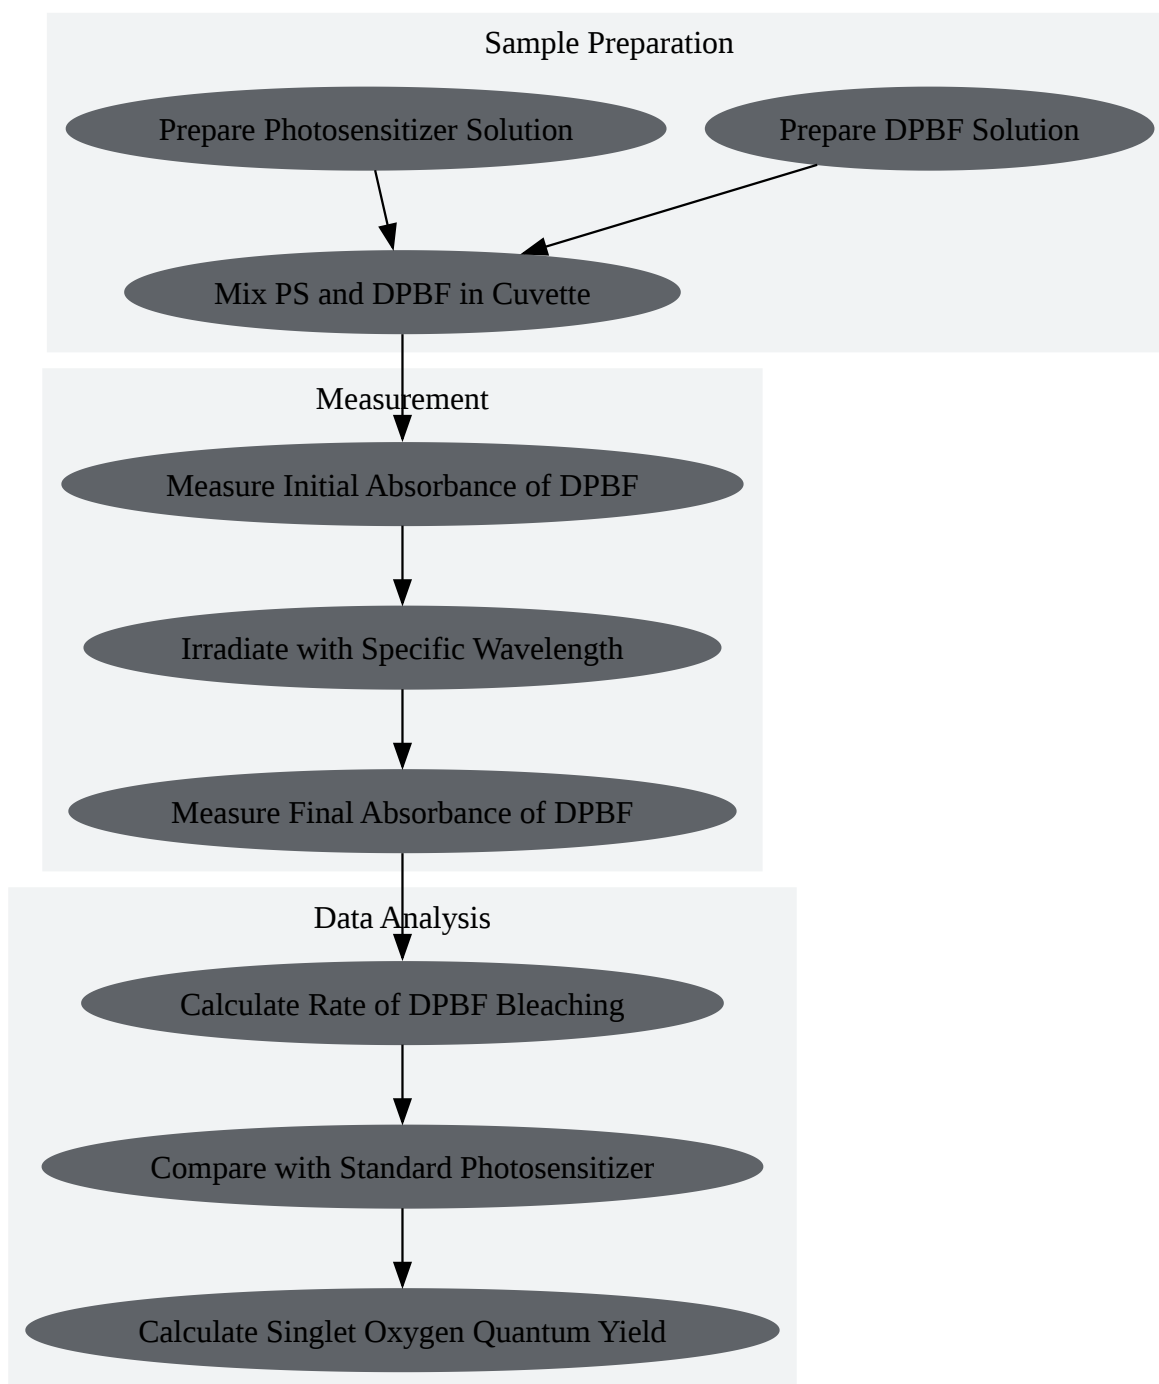 Sample Preparation
Prepare Photosensitizer Solution
Prepare DPBF Solution
Mix PS and DPBF in Cuvette
Measurement
Measure Initial Absorbance of DPBF
Irradiate with Specific Wavelength
Measure Final Absorbance of DPBF
Data Analysis
Calculate Rate of DPBF Bleaching
Compare with Standard Photosensitizer
Calculate Singlet Oxygen Quantum Yield